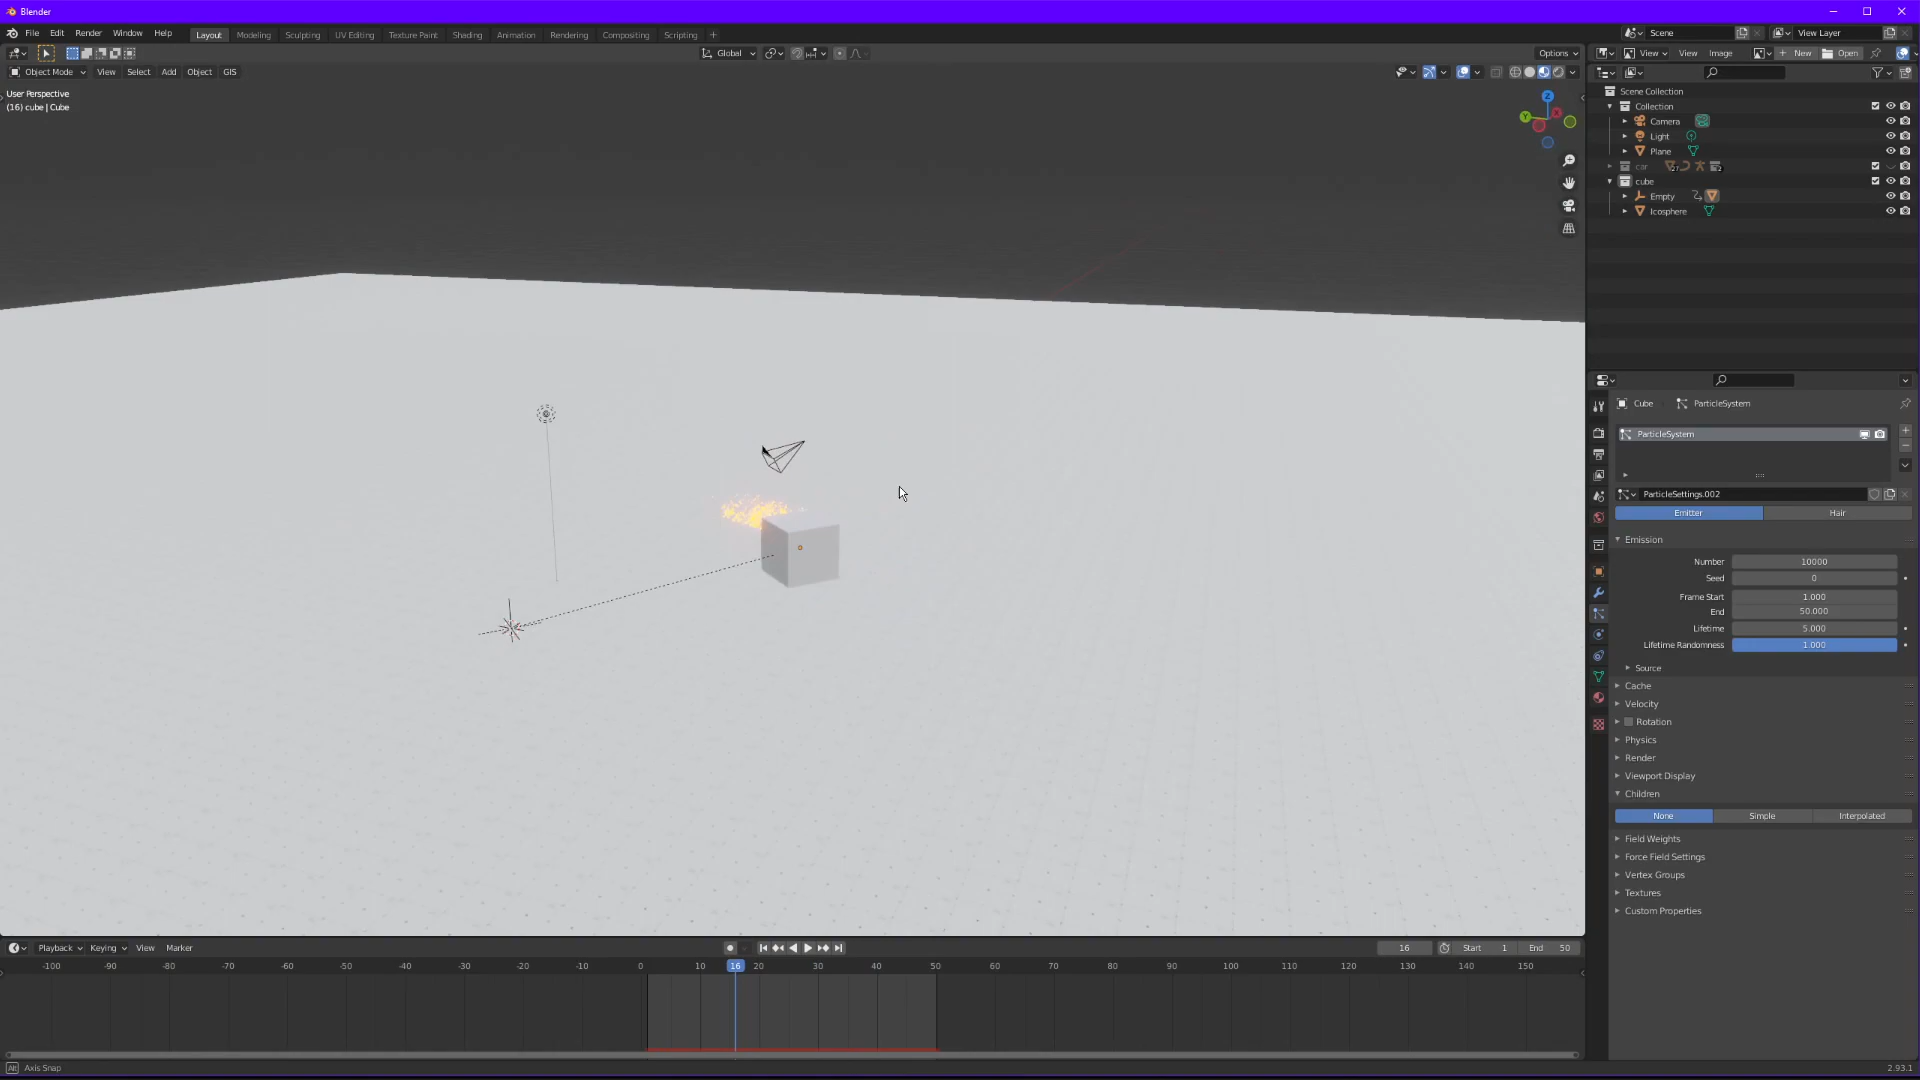 Blender
File Edit Render Window Help Layout Modeling Sculpting UV Editing Texture Paint Shading Animation Rendering Compositing Scripting + Scene View Layer
Global Options View View Image New Open
Object Mode View Select Add Object GIS
User Perspective
(16) cube | Cube
Z
Y
X
Scene Collection
Collection
Camera
Light
Plane
car
cube
Empty
Icosphere
Cube ParticleSystem
ParticleSystem
ParticleSettings.002
Emitter Hair
Emission
Number 10000
Seed 0
Frame Start 1.000
End 50.000
Lifetime 5.000
Lifetime Randomness 1.000
Source
Cache
Velocity
Rotation
Physics
Render
Viewport Display
Children
None Simple Interpolated
Field Weights
Force Field Settings
Vertex Groups
Textures
Custom Properties
Playback Keying View Marker 16 Start 1 End 50
-100 -90 -80 -70 -60 -50 -40 -30 -20 -10 0 10 16 20 30 40 50 60 70 80 90 100 110 120 130 140 150
Alt Axis Snap 2.93.1